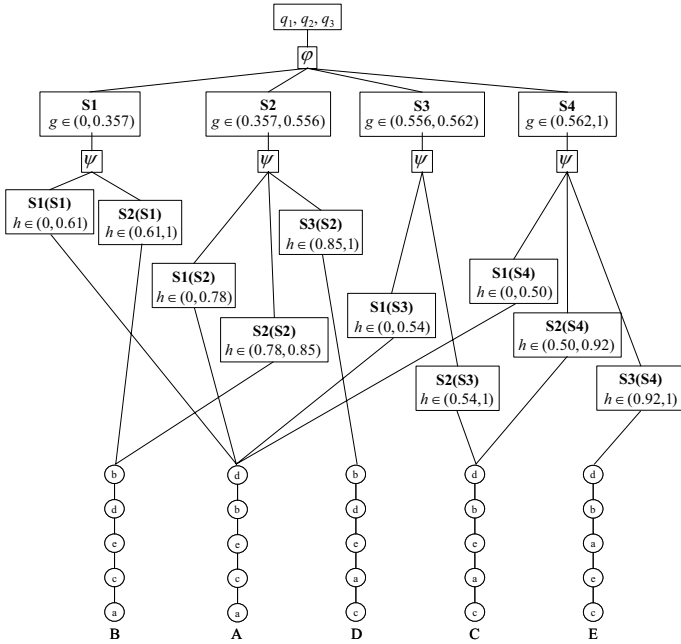 q₁, q₂, q₃
φ
S1
g ∈ (0, 0.357)
S2
g ∈ (0.357, 0.556)
S3
g ∈ (0.556, 0.562)
S4
g ∈ (0.562, 1)
ψ
ψ
ψ
ψ
S1(S1)
h ∈ (0, 0.61)
S2(S1)
h ∈ (0.61, 1)
S3(S2)
h ∈ (0.85, 1)
S1(S2)
h ∈ (0, 0.78)
S1(S4)
h ∈ (0, 0.50)
S1(S3)
h ∈ (0, 0.54)
S2(S2)
h ∈ (0.78, 0.85)
S2(S4)
h ∈ (0.50, 0.92)
S2(S3)
h ∈ (0.54, 1)
S3(S4)
h ∈ (0.92, 1)
b d b d d
d b d b b
e e e e a
c c a a e
a a c c c
B A D C E